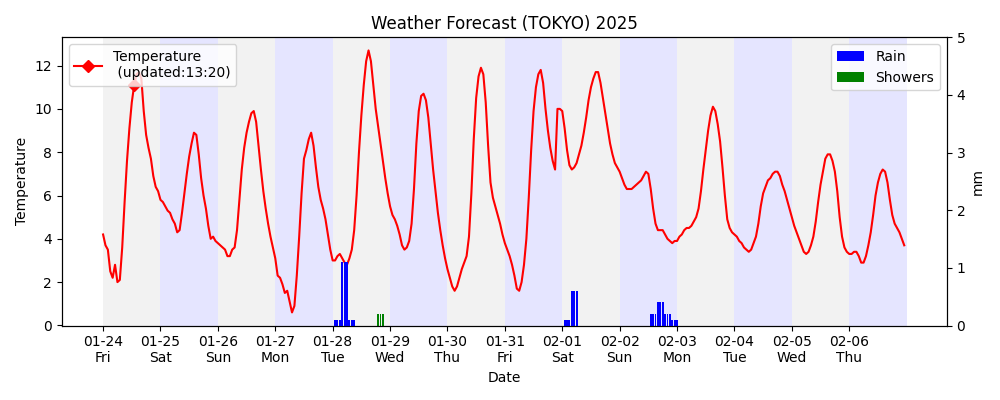 Weather Forecast (TOKYO) 2025
Temperature
(updated:13:20)
Rain
Showers
Temperature
12
10
8
6
4
2
0
5
4
3
2
1
0
mm
01-24 01-25 01-26 01-27 01-28 01-29 01-30 01-31 02-01 02-02 02-03 02-04 02-05 02-06
Fri Sat Sun Mon Tue Wed Thu Fri Sat Sun Mon Tue Wed Thu
Date